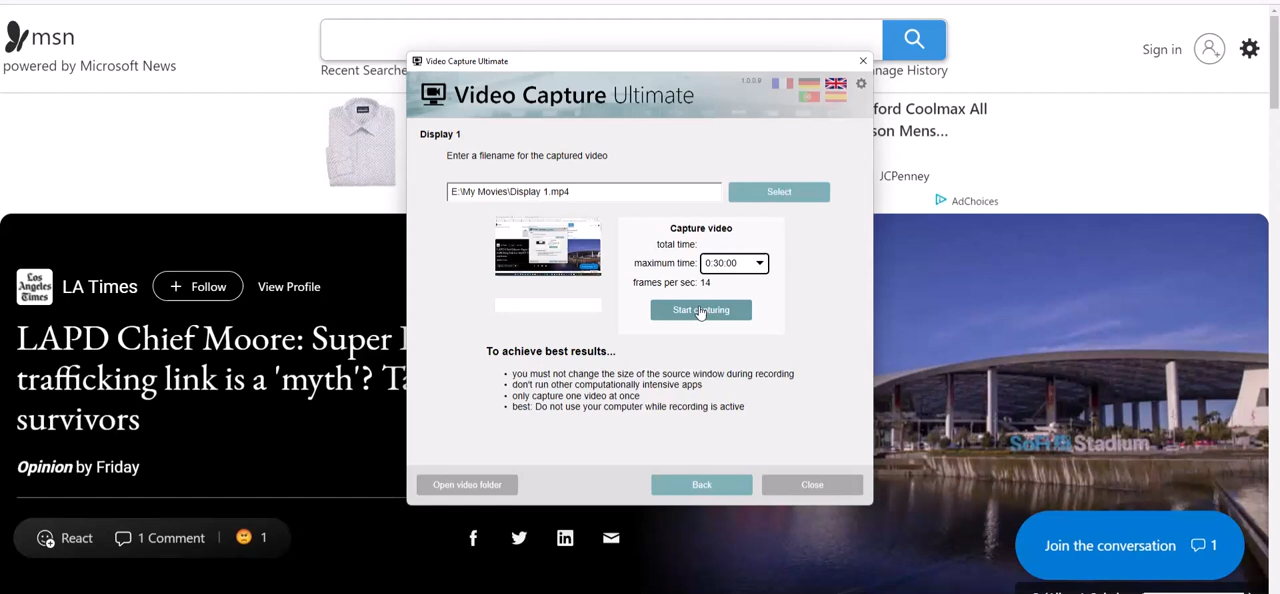 msn
powered by Microsoft News
Recent Searche
nage History
Sign in
Video Capture Ultimate
1.0.0.9
Video Capture Ultimate
Display 1
Enter a filename for the captured video
E:\My Movies\Display 1.mp4
Select
Capture video
total time:
maximum time: 0:30:00
frames per sec: 14
Start capturing
To achieve best results...
• you must not change the size of the source window during recording
• don't run other computationally intensive apps
• only capture one video at once
• best: Do not use your computer while recording is active
Open video folder
Back
Close
ford Coolmax All
son Mens...
JCPenney
AdChoices
Los Angeles Times
LA Times
Follow
View Profile
LAPD Chief Moore: Super
trafficking link is a 'myth'? T
survivors
Opinion by Friday
React
1 Comment
1
SoFi Stadium
Join the conversation
1